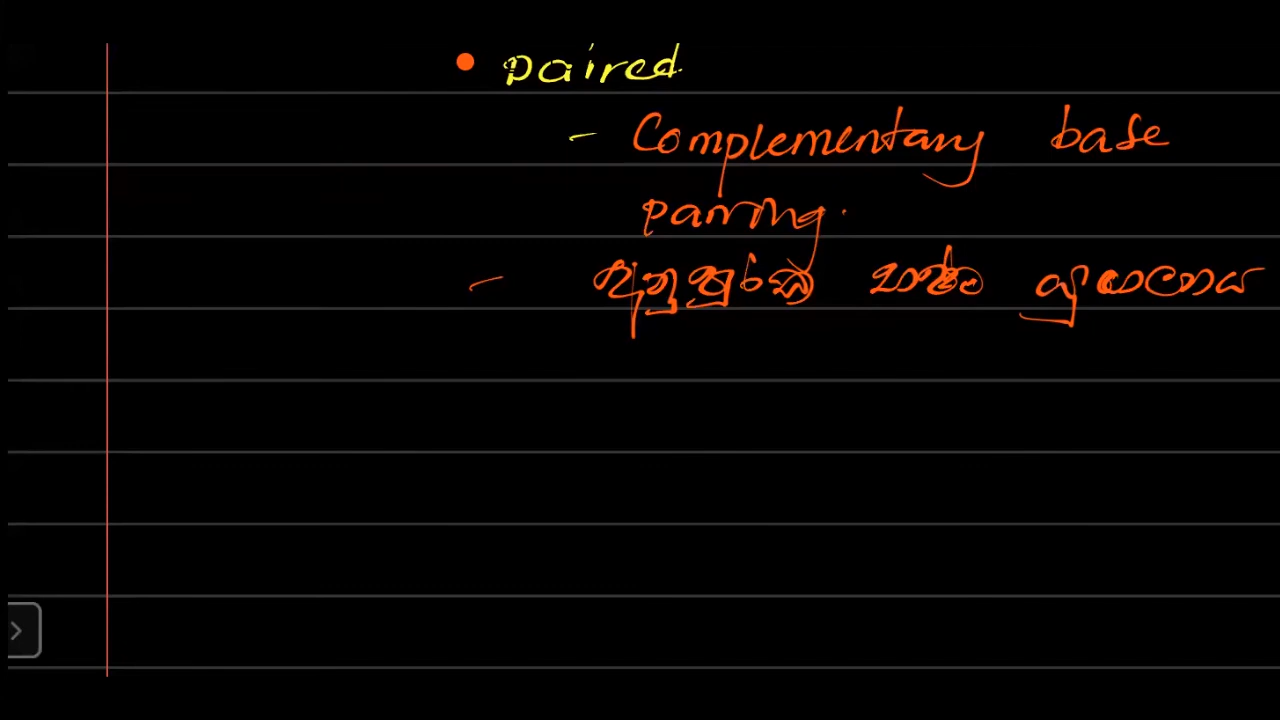 • paired
- Complementary base
pairing.
- අනුපුරක භෂ්ම යුගලනය